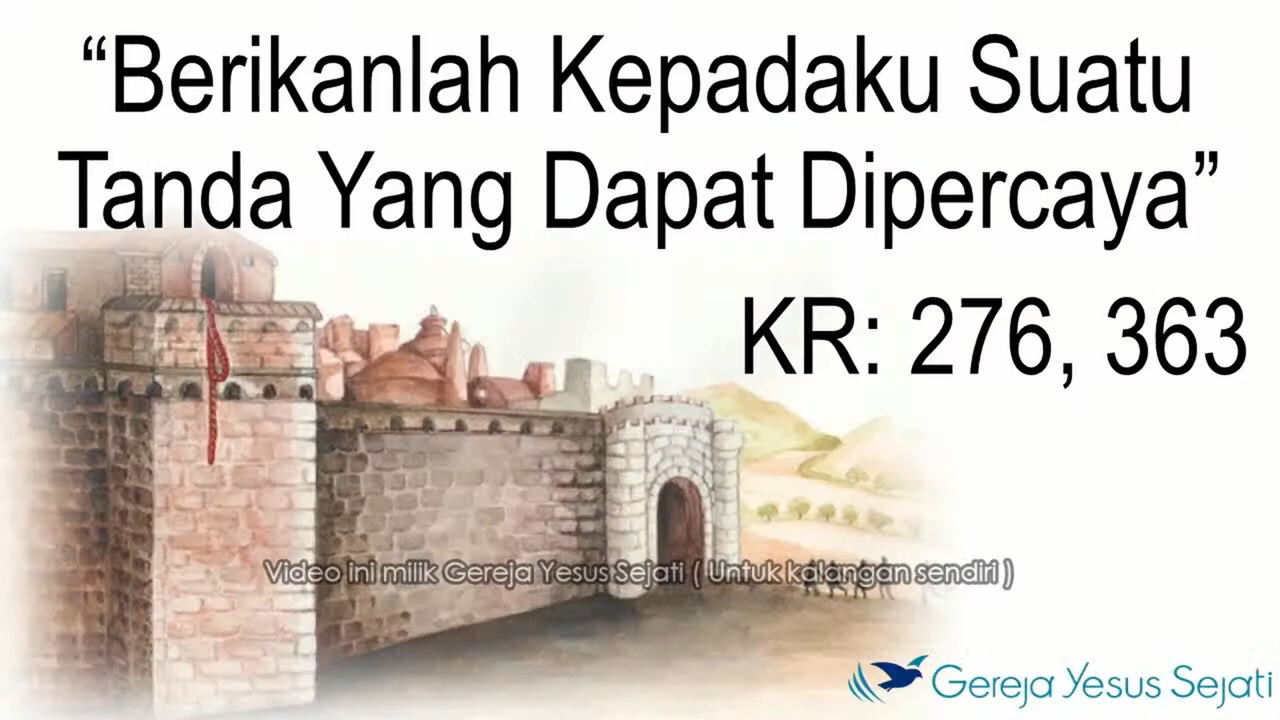 “Berikanlah Kepadaku Suatu
Tanda Yang Dapat Dipercaya”
KR: 276, 363
Video ini milik Gereja Yesus Sejati ( Untuk kalangan sendiri )
Gereja Yesus Sejati